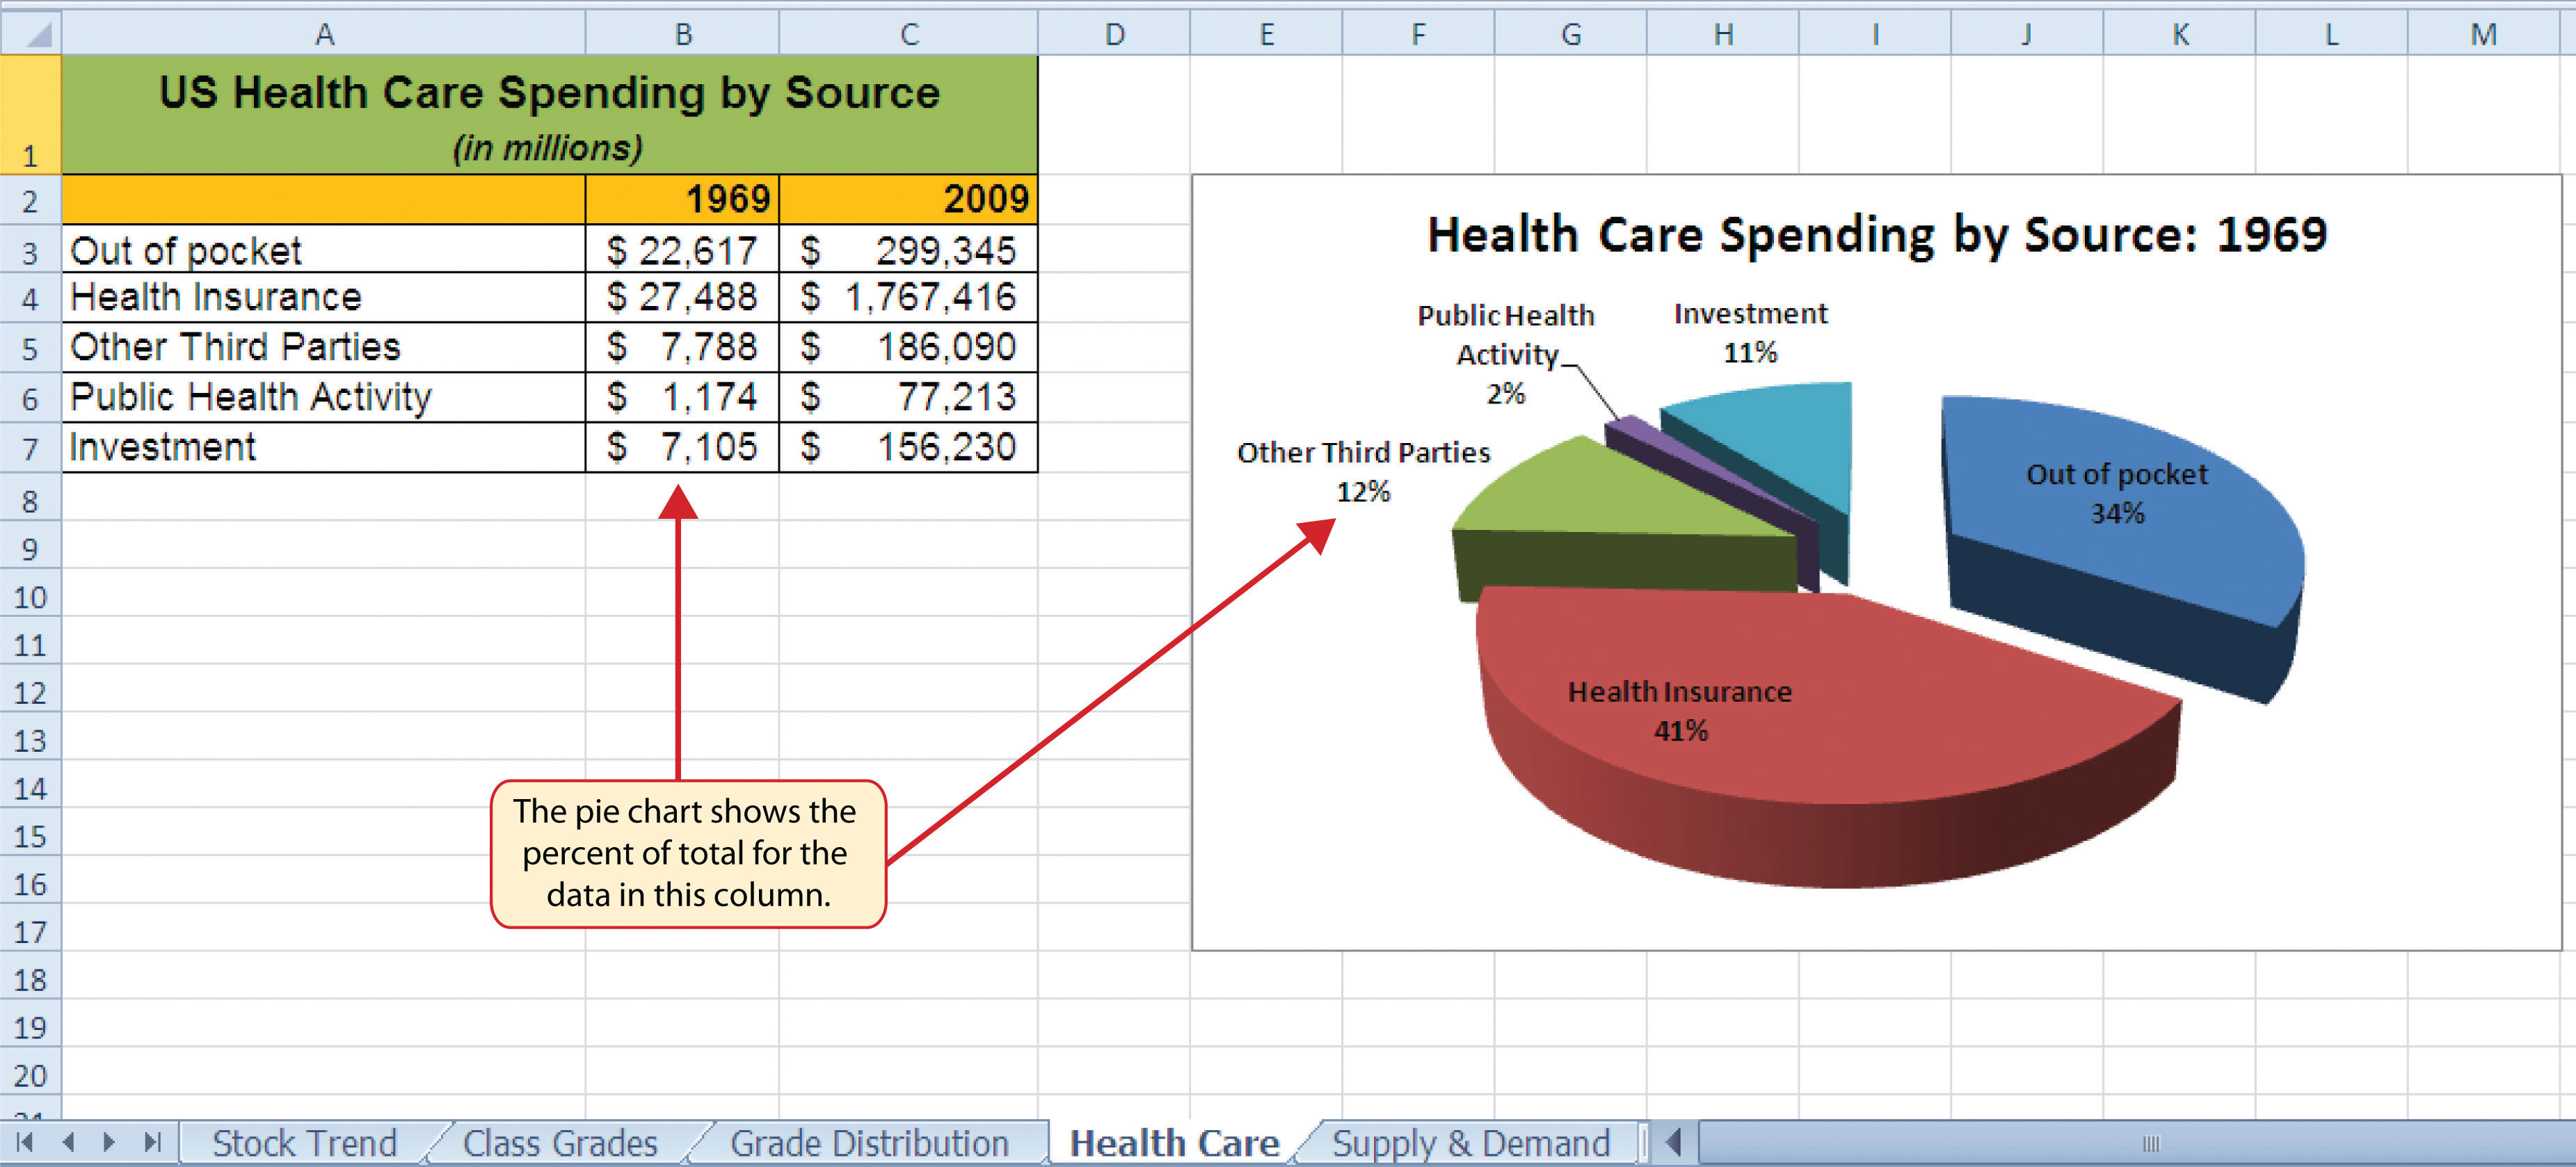 A B C D E F G H I J K L M
1 US Health Care Spending by Source
(in millions)
2 1969 2009
3 Out of pocket $ 22,617 $ 299,345
4 Health Insurance $ 27,488 $ 1,767,416
5 Other Third Parties $ 7,788 $ 186,090
6 Public Health Activity $ 1,174 $ 77,213
7 Investment $ 7,105 $ 156,230
8
9
10
11
12
13
14
15
16
17
18
19
20
21
The pie chart shows the
percent of total for the
data in this column.
Health Care Spending by Source: 1969
Public Health
Activity
2%
Investment
11%
Other Third Parties
12%
Out of pocket
34%
Health Insurance
41%
Stock Trend Class Grades Grade Distribution Health Care Supply & Demand